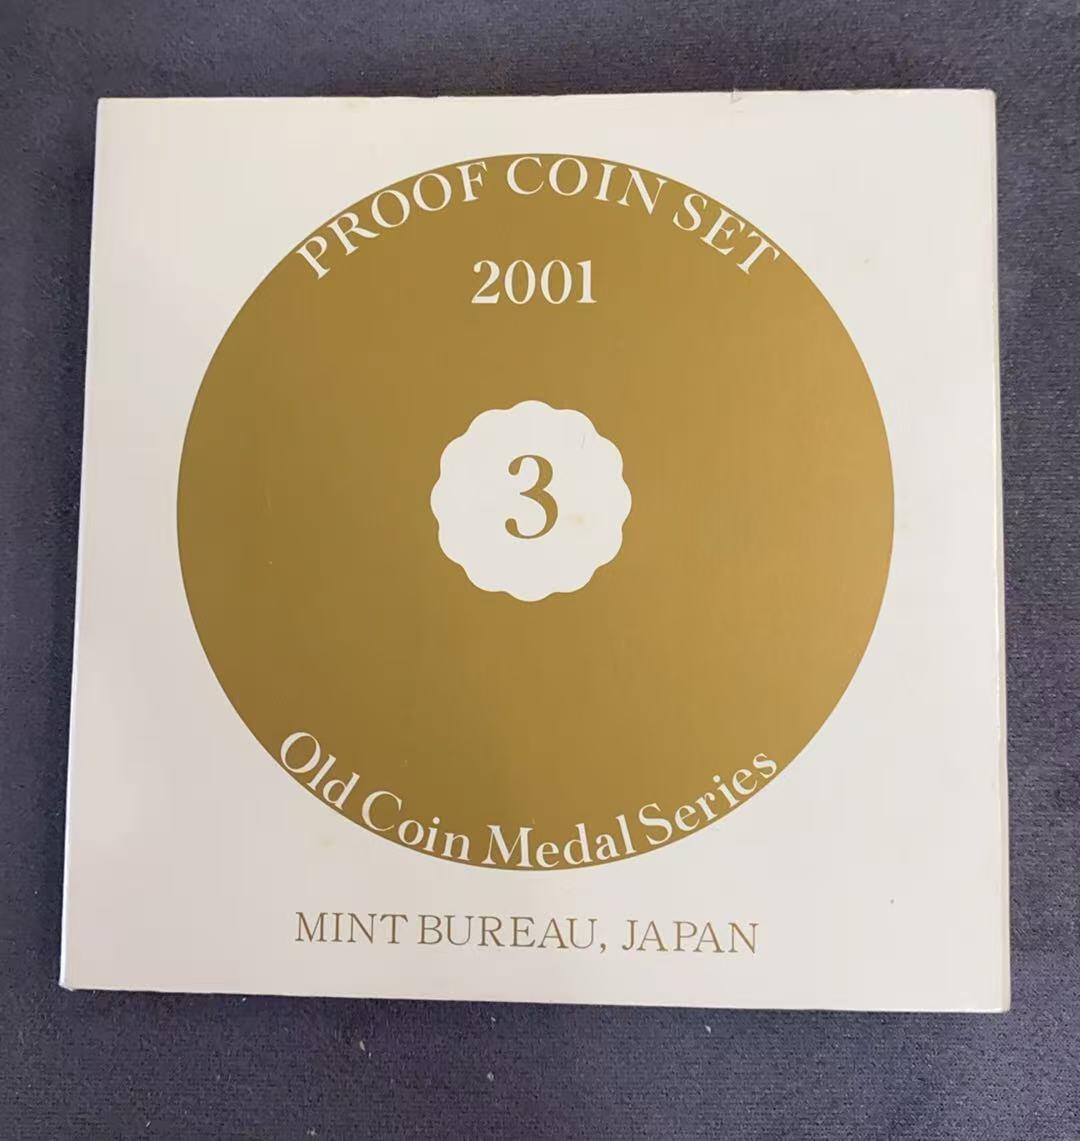 PROOF COIN SET
2001
3
Old Coin Medal Series
MINT BUREAU, JAPAN